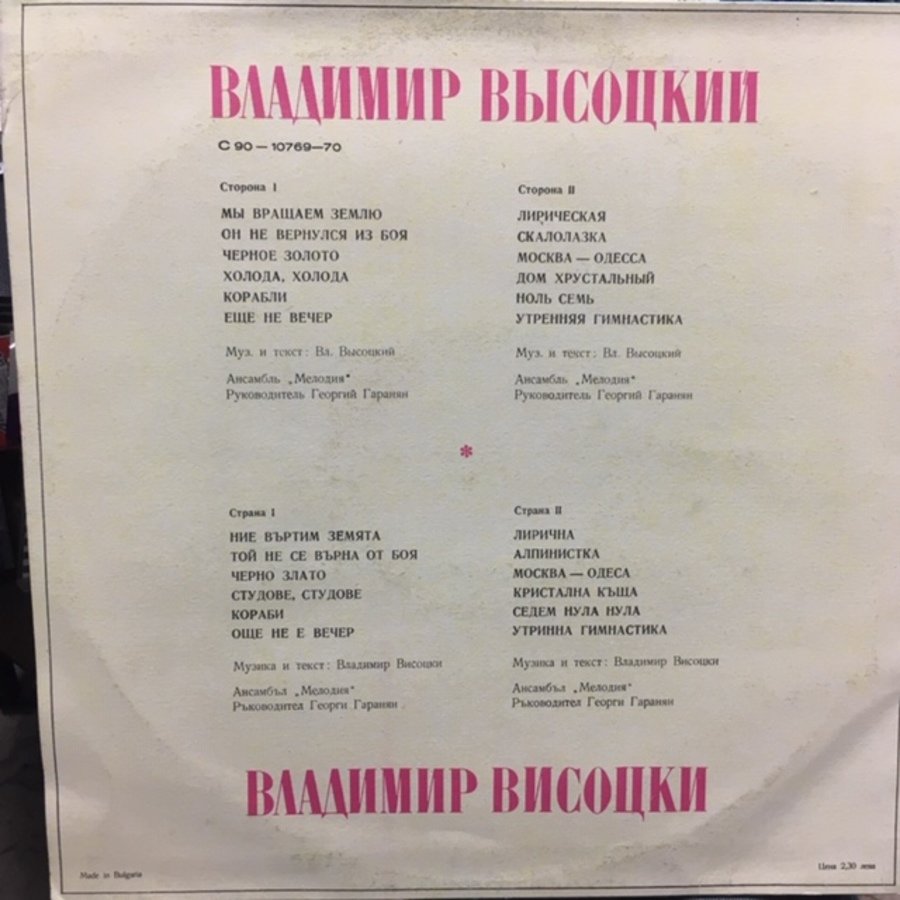 ВЛАДИМИР ВЫСОЦКИЙ
С 90 — 10769—70
Сторона I
МЫ ВРАЩАЕМ ЗЕМЛЮ
ОН НЕ ВЕРНУЛСЯ ИЗ БОЯ
ЧЕРНОЕ ЗОЛОТО
ХОЛОДА, ХОЛОДА
КОРАБЛИ
ЕЩЕ НЕ ВЕЧЕР
Муз. и текст: Вл. Высоцкий
Ансамбль „Мелодия“
Руководитель Георгий Гаранян
Сторона II
ЛИРИЧЕСКАЯ
СКАЛОЛАЗКА
МОСКВА — ОДЕССА
ДОМ ХРУСТАЛЬНЫЙ
НОЛЬ СЕМЬ
УТРЕННЯЯ ГИМНАСТИКА
Муз. и текст: Вл. Высоцкий
Ансамбль „Мелодия“
Руководитель Георгий Гаранян
*
Страна I
НИЕ ВЪРТИМ ЗЕМЯТА
ТОЙ НЕ СЕ ВЪРНА ОТ БОЯ
ЧЕРНО ЗЛАТО
СТУДОВЕ, СТУДОВЕ
КОРАБИ
ОЩЕ НЕ Е ВЕЧЕР
Музика и текст: Владимир Висоцки
Ансамбъл „Мелодия“
Ръководител Георги Гаранян
Страна II
ЛИРИЧНА
АЛПИНИСТКА
МОСКВА — ОДЕСА
КРИСТАЛНА КЪЩА
СЕДЕМ НУЛА НУЛА
УТРИННА ГИМНАСТИКА
Музика и текст: Владимир Висоцки
Ансамбъл „Мелодия“
Ръководител Георги Гаранян
ВЛАДИМИР ВИСОЦКИ
Made in Bulgaria
Цена 2,30 лева